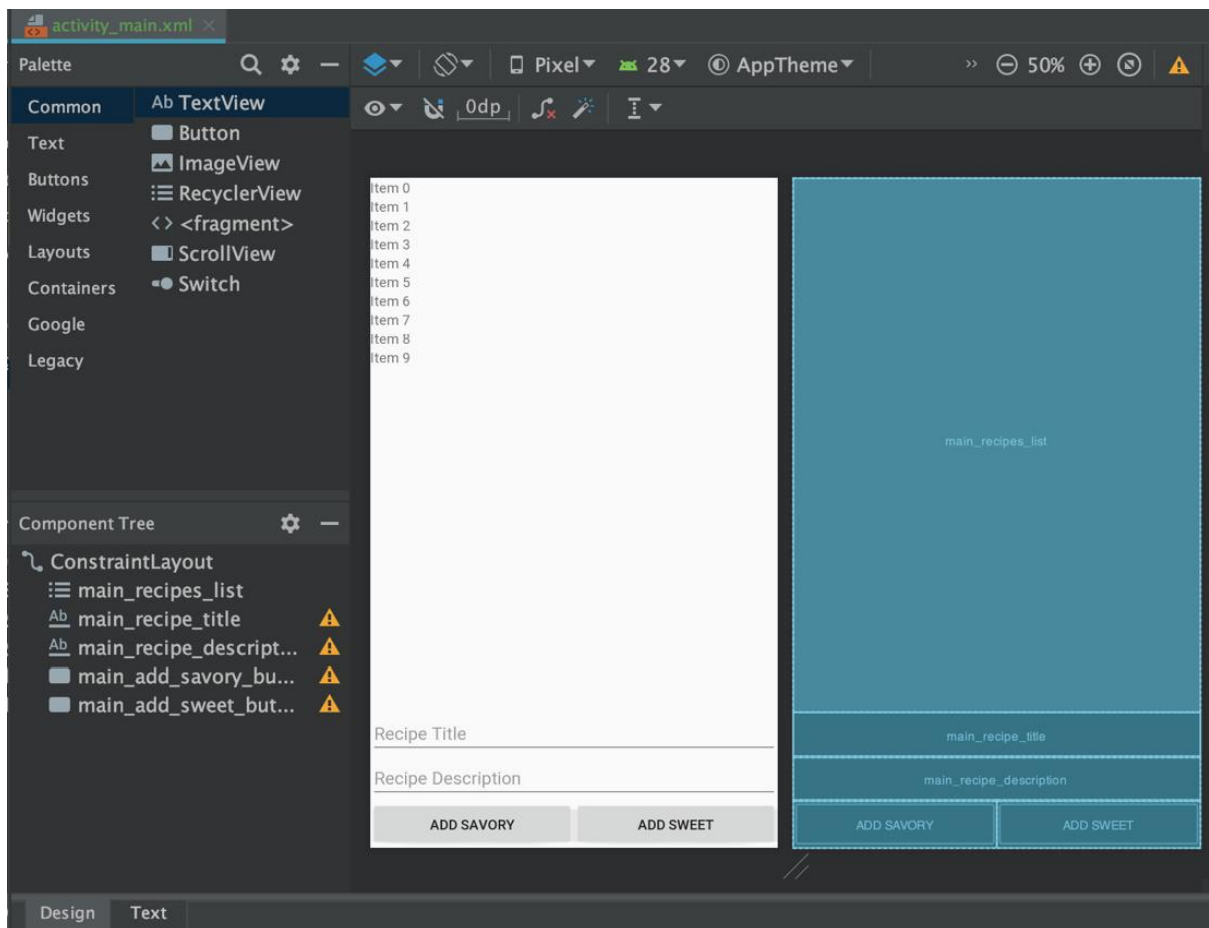 activity_main.xml
Palette
Pixel 28 AppTheme >> 50%
Common
Text
Buttons
Widgets
Layouts
Containers
Google
Legacy
Ab TextView
Button
ImageView
RecyclerView
<> <fragment>
ScrollView
Switch
0dp
Item 0
Item 1
Item 2
Item 3
Item 4
Item 5
Item 6
Item 7
Item 8
Item 9
Recipe Title
Recipe Description
ADD SAVORY ADD SWEET
main_recipes_list
main_recipe_title
main_recipe_description
ADD SAVORY ADD SWEET
Component Tree
ConstraintLayout
main_recipes_list
Ab main_recipe_title
Ab main_recipe_descript...
main_add_savory_bu...
main_add_sweet_but...
Design Text